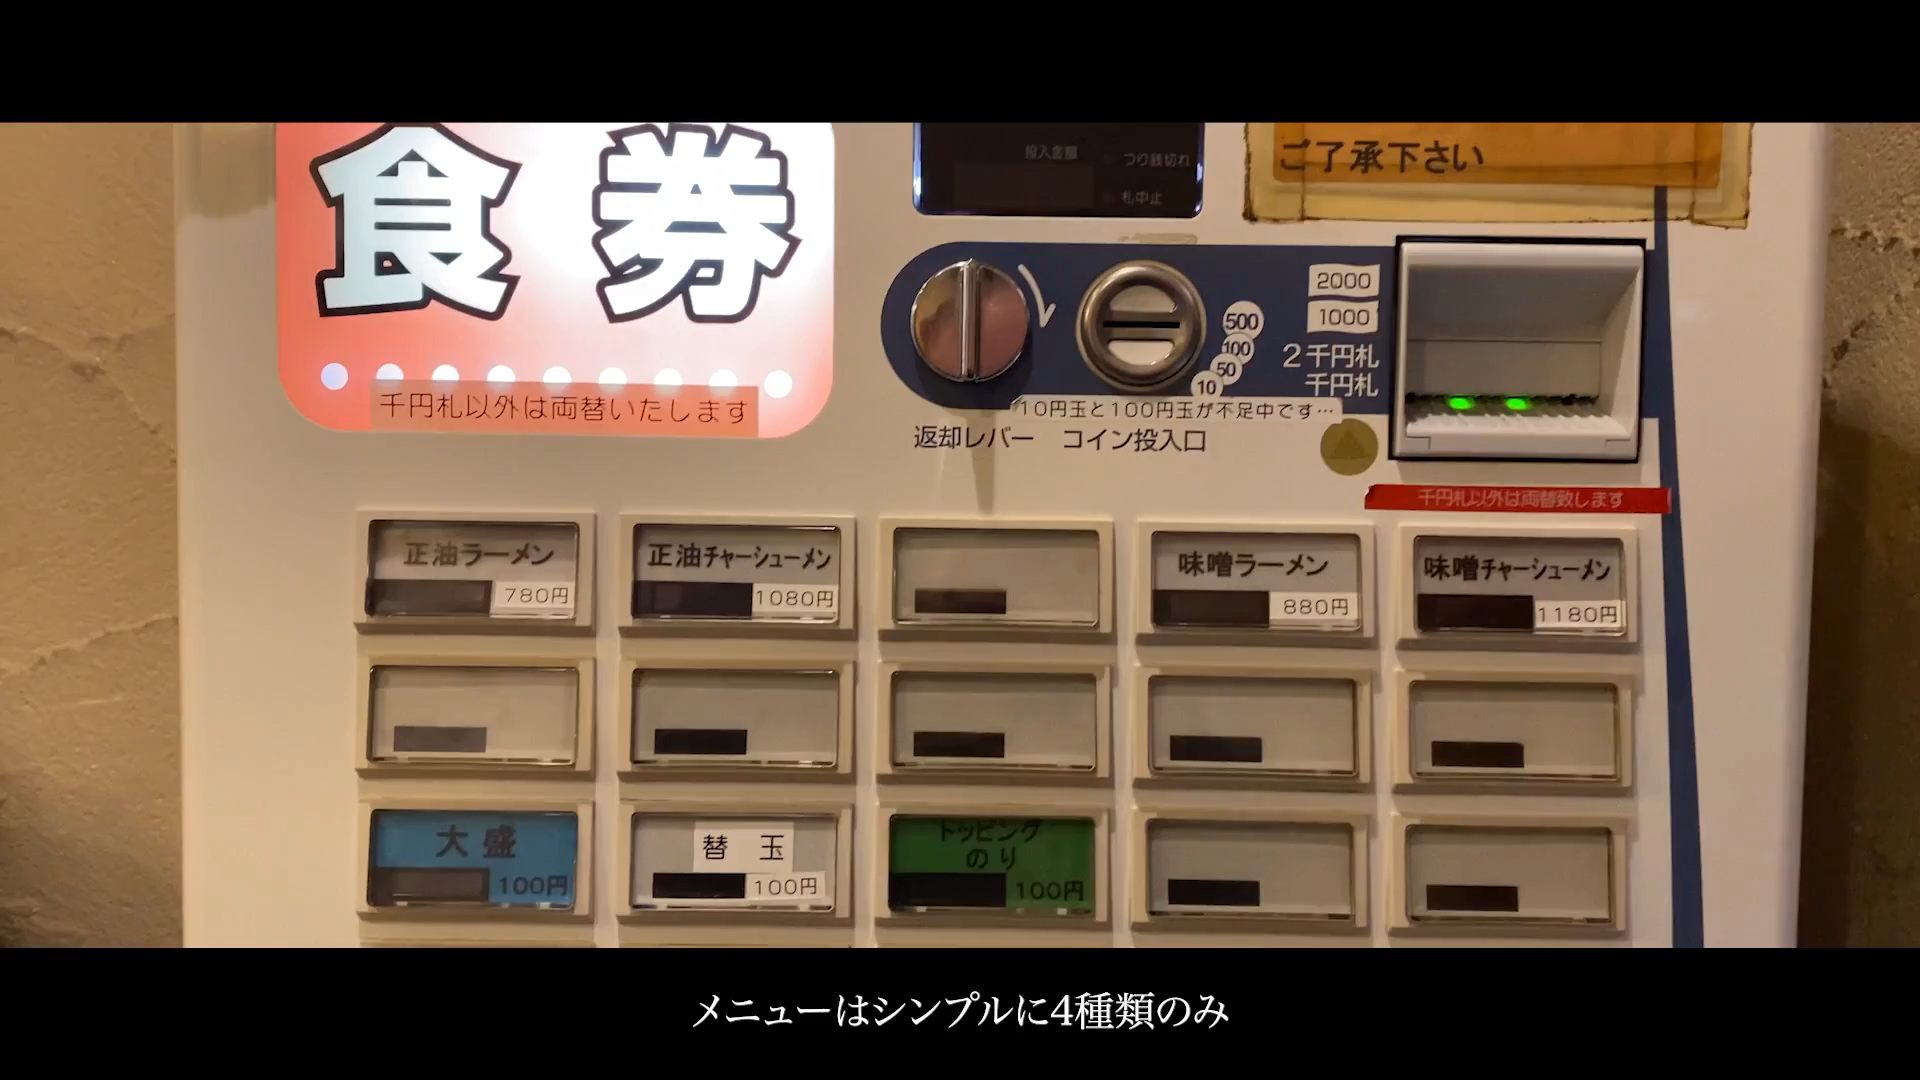 食券
千円札以外は両替いたします
投入金額
つり銭切れ
札中止
ご了承下さい
2000
1000
2千円札
千円札
500
100
50
10
10円玉と100円玉が不足中です…
返却レバー
コイン投入口
千円札以外は両替致します
正油ラーメン
780円
正油チャーシューメン
1080円
味噌ラーメン
880円
味噌チャーシューメン
1180円
大盛
100円
替玉
100円
トッピング
のり
100円
メニューはシンプルに4種類のみ